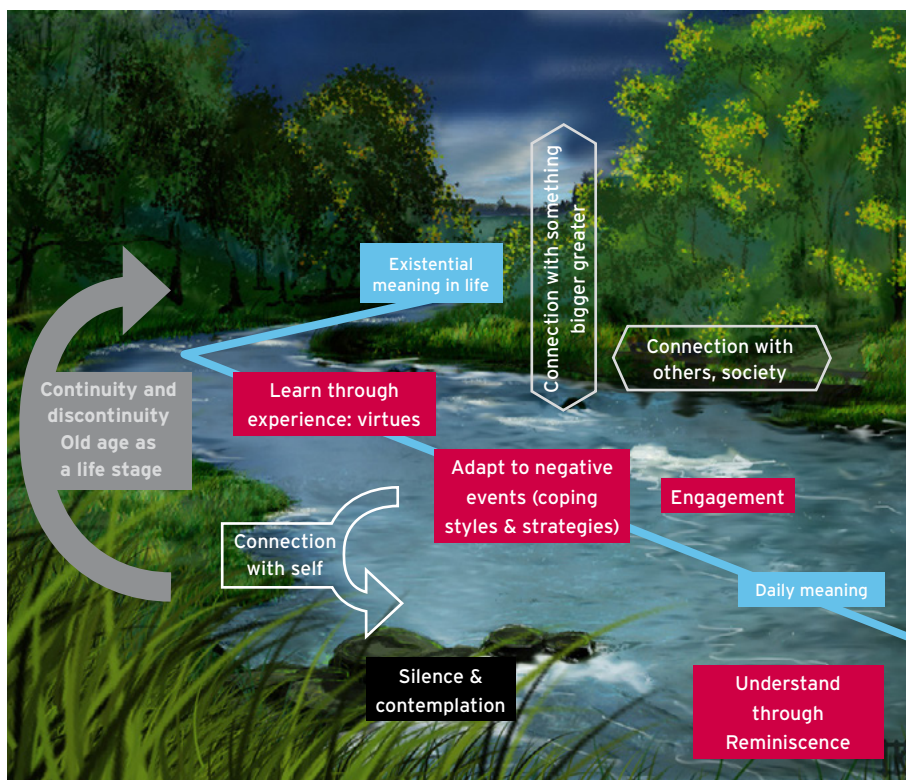 Connection with something
bigger greater
Existential
meaning in life
Connection with
others, society
Continuity and
discontinuity
Old age as
a life stage
Learn through
experience: virtues
Adapt to negative
events (coping
styles & strategies)
Engagement
Connection
with self
Daily meaning
Silence &
contemplation
Understand
through
Reminiscence